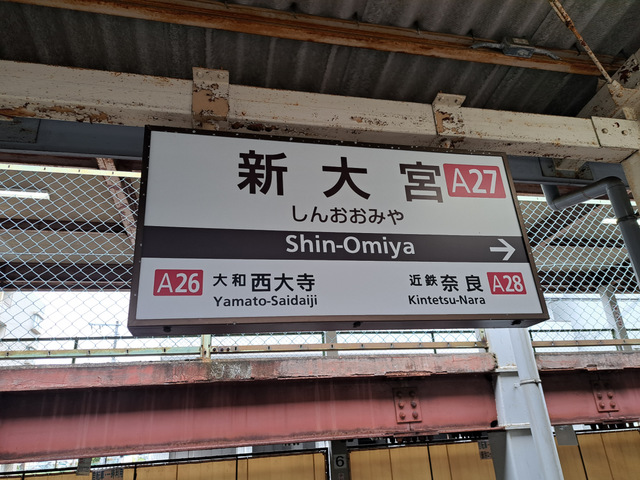 新大宮 A27
しんおおみや
Shin-Omiya →
A26 大和西大寺 近鉄奈良 A28
Yamato-Saidaiji Kintetsu-Nara
6